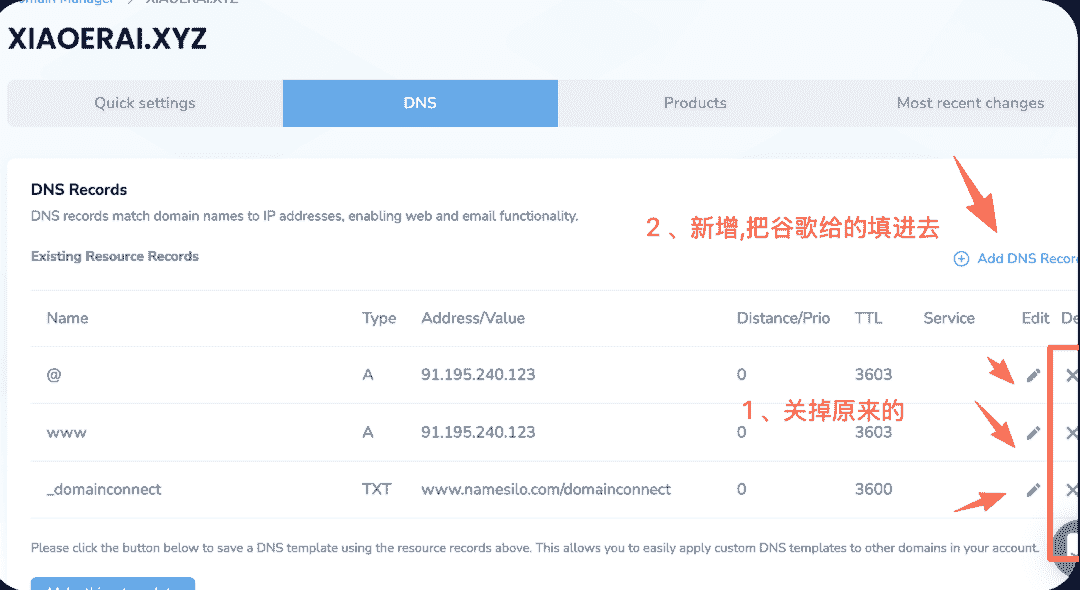 XIAOERAI.XYZ
Quick settings DNS Products Most recent changes
DNS Records
DNS records match domain names to IP addresses, enabling web and email functionality.
2、新增,把谷歌给的填进去
Existing Resource Records
Add DNS Recor
Name Type Address/Value Distance/Prio TTL Service Edit De
@ A 91.195.240.123 0 3603
1、关掉原来的
www A 91.195.240.123 0 3603
_domainconnect TXT www.namesilo.com/domainconnect 0 3600
Please click the button below to save a DNS template using the resource records above. This allows you to easily apply custom DNS templates to other domains in your account.